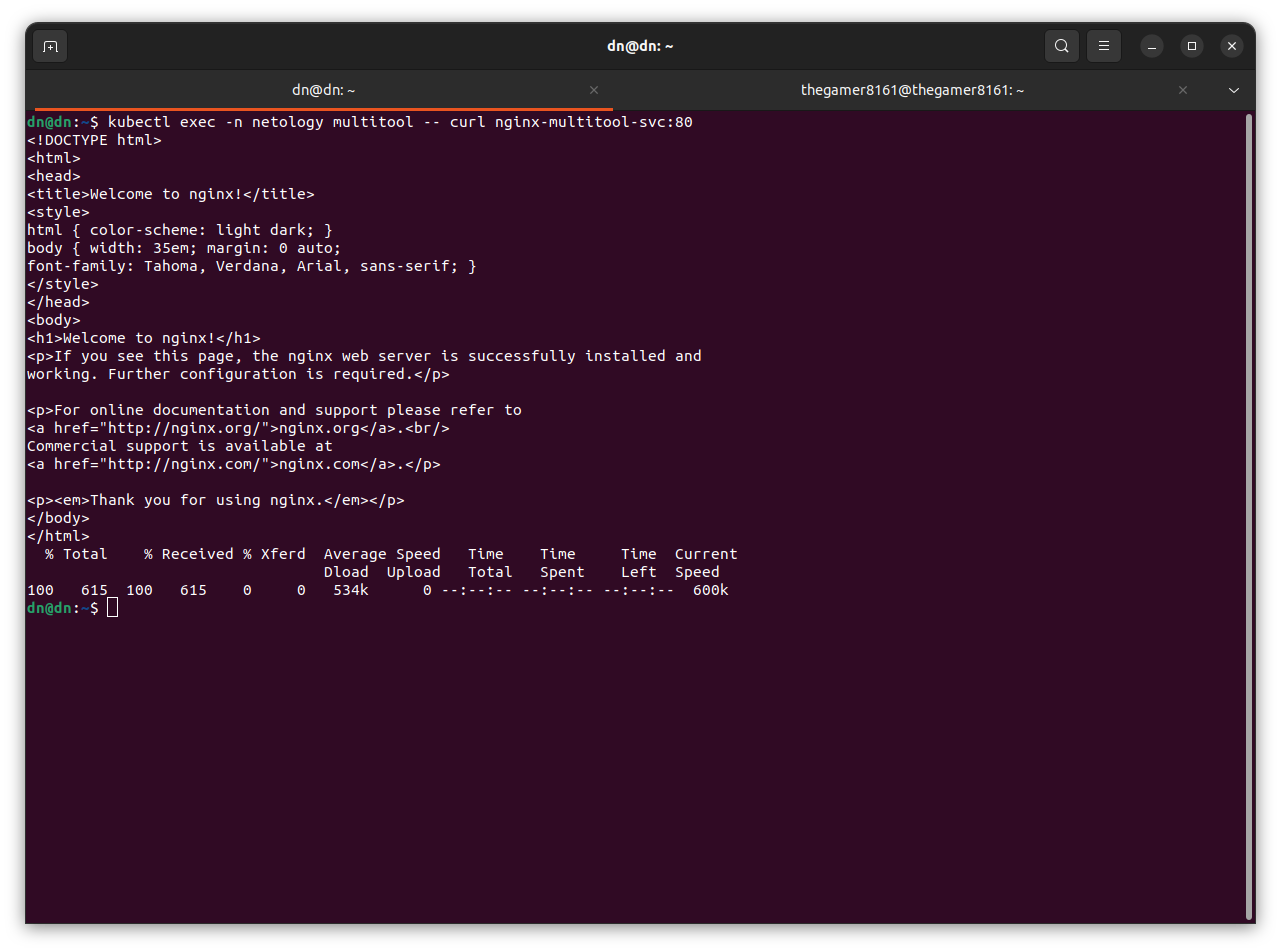 dn@dn: ~
dn@dn: ~
thegamer8161@thegamer8161: ~
dn@dn:~$ kubectl exec -n netology multitool -- curl nginx-multitool-svc:80
<!DOCTYPE html>
<html>
<head>
<title>Welcome to nginx!</title>
<style>
html { color-scheme: light dark; }
body { width: 35em; margin: 0 auto;
font-family: Tahoma, Verdana, Arial, sans-serif; }
</style>
</head>
<body>
<h1>Welcome to nginx!</h1>
<p>If you see this page, the nginx web server is successfully installed and
working. Further configuration is required.</p>

<p>For online documentation and support please refer to
<a href="http://nginx.org/">nginx.org</a>.<br/>
Commercial support is available at
<a href="http://nginx.com/">nginx.com</a>.</p>

<p><em>Thank you for using nginx.</em></p>
</body>
</html>
  % Total    % Received % Xferd  Average Speed   Time    Time     Time  Current
                                 Dload  Upload   Total   Spent    Left  Speed
100   615  100   615    0     0   534k      0 --:--:-- --:--:-- --:--:--  600k
dn@dn:~$